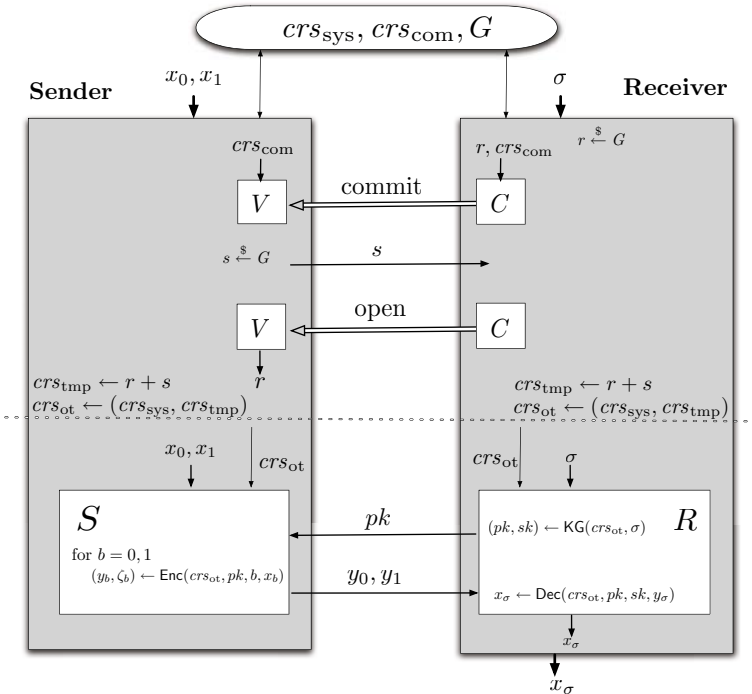 crs_sys, crs_com, G
x_0, x_1
σ
Sender
Receiver
r ←$ G
crs_com
r, crs_com
V
commit
C
s ←$ G
s
open
V
C
r
crs_tmp ← r + s
crs_ot ← (crs_sys, crs_tmp)
crs_tmp ← r + s
crs_ot ← (crs_sys, crs_tmp)
x_0, x_1
crs_ot
crs_ot
σ
S
for b = 0, 1
(y_b, ζ_b) ← Enc(crs_ot, pk, b, x_b)
pk
y_0, y_1
(pk, sk) ← KG(crs_ot, σ)
R
x_σ ← Dec(crs_ot, pk, sk, y_σ)
x_σ
x_σ